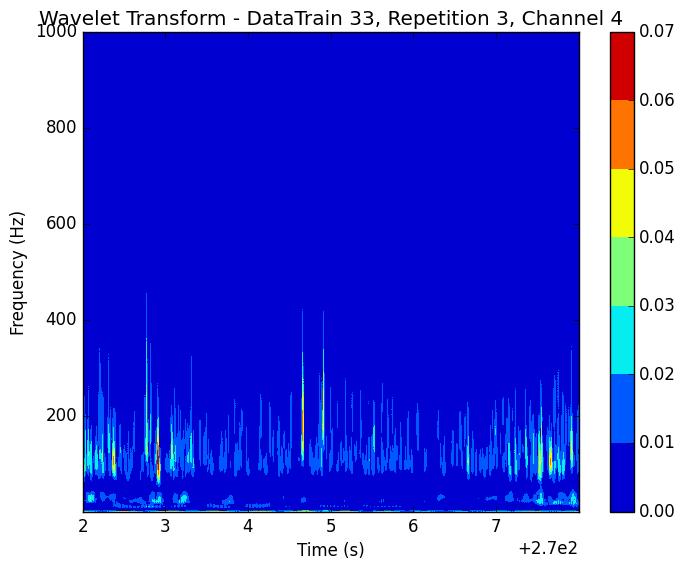 Wavelet Transform - DataTrain 33, Repetition 3, Channel 4
1000
800
600
400
200
Frequency (Hz)
2 3 4 5 6 7
Time (s)
+2.7e2
0.07
0.06
0.05
0.04
0.03
0.02
0.01
0.00